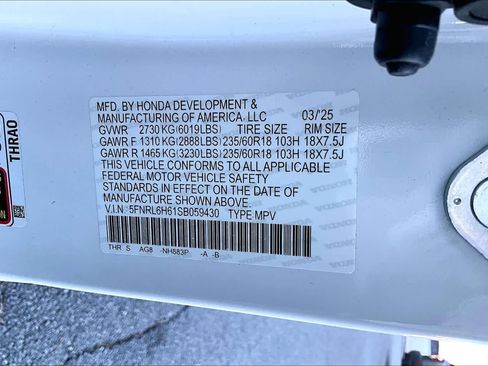 MFD. BY HONDA DEVELOPMENT &
MANUFACTURING OF AMERICA, LLC 03/'25
GVWR 2730 KG (6019LBS) TIRE SIZE RIM SIZE
GAWR F 1310 KG (2888LBS) 235/60R18 103H 18X7.5J
GAWR R 1465 KG (3230LBS) 235/60R18 103H 18X7.5J
THIS VEHICLE CONFORMS TO ALL APPLICABLE
FEDERAL MOTOR VEHICLE SAFETY
STANDARDS IN EFFECT ON THE DATE OF
MANUFACTURE SHOWN ABOVE.
V.I.N: 5FNRL6H61SB059430 TYPE MPV
THR S AG8 NH883P -A -B
THRA0